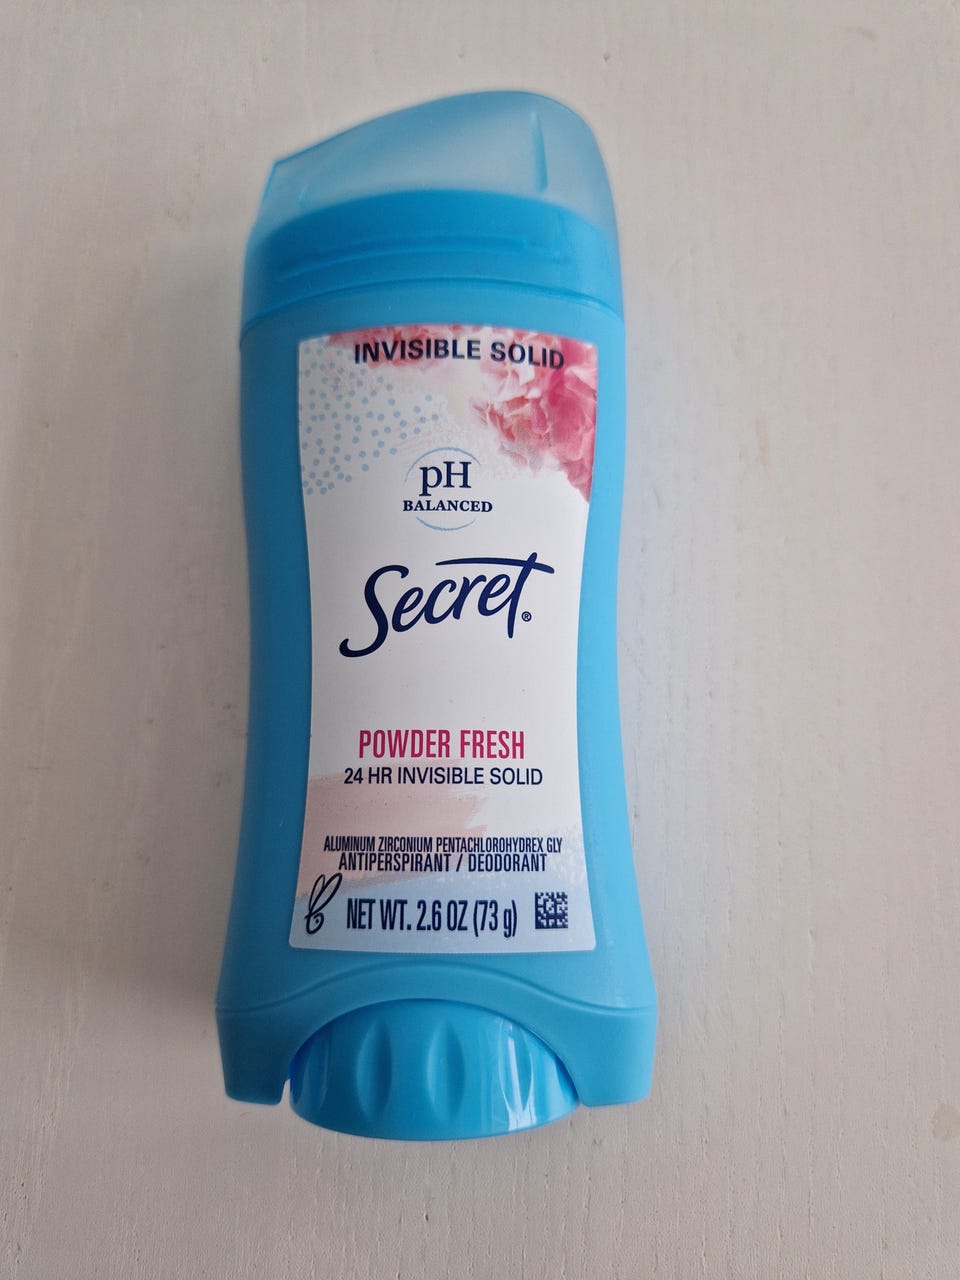 INVISIBLE SOLID
pH
BALANCED
Secret®
POWDER FRESH
24 HR INVISIBLE SOLID
ALUMINUM ZIRCONIUM PENTACHLOROHYDREX GLY
ANTIPERSPIRANT / DEODORANT
NET WT. 2.6 OZ (73 g)